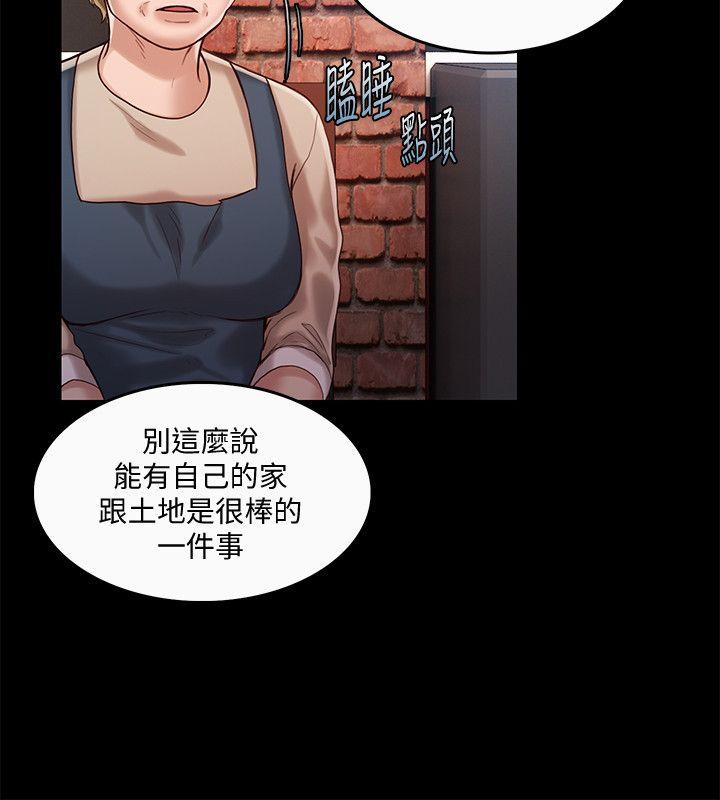 瞌睡
點頭
別這麼說
能有自己的家
跟土地是很棒的
一件事